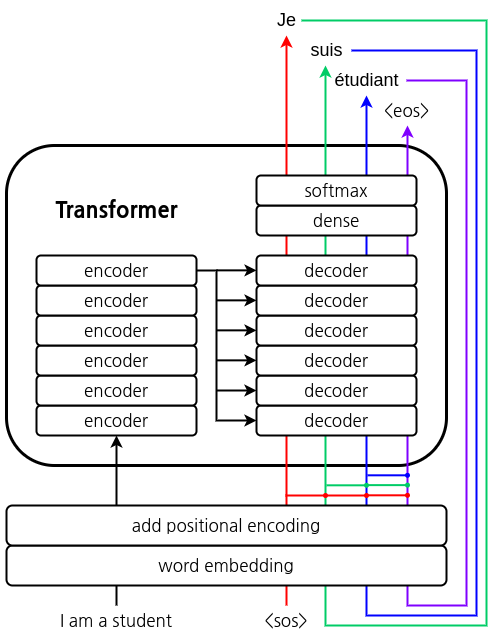 Je
suis
étudiant
<eos>
softmax
Transformer
dense
encoder
decoder
encoder
decoder
encoder
decoder
encoder
decoder
encoder
decoder
encoder
decoder
add positional encoding
word embedding
I am a student
<sos>